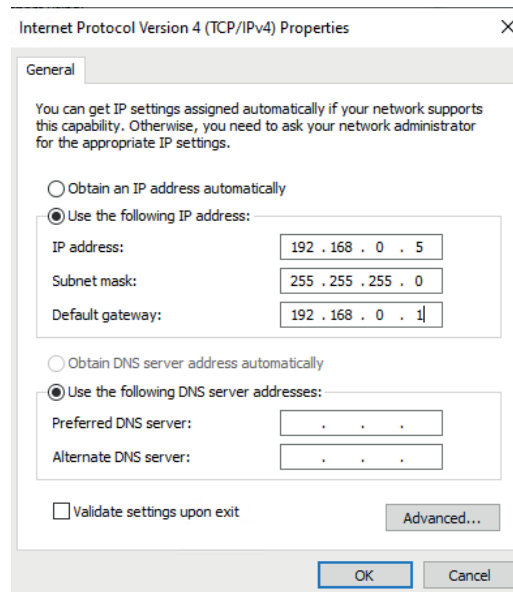 Internet Protocol Version 4 (TCP/IPv4) Properties
General
You can get IP settings assigned automatically if your network supports
this capability. Otherwise, you need to ask your network administrator
for the appropriate IP settings.
Obtain an IP address automatically
Use the following IP address:
IP address: 192 . 168 . 0 . 5
Subnet mask: 255 . 255 . 255 . 0
Default gateway: 192 . 168 . 0 . 1
Obtain DNS server address automatically
Use the following DNS server addresses:
Preferred DNS server: . . .
Alternate DNS server: . . .
Validate settings upon exit
Advanced...
OK Cancel